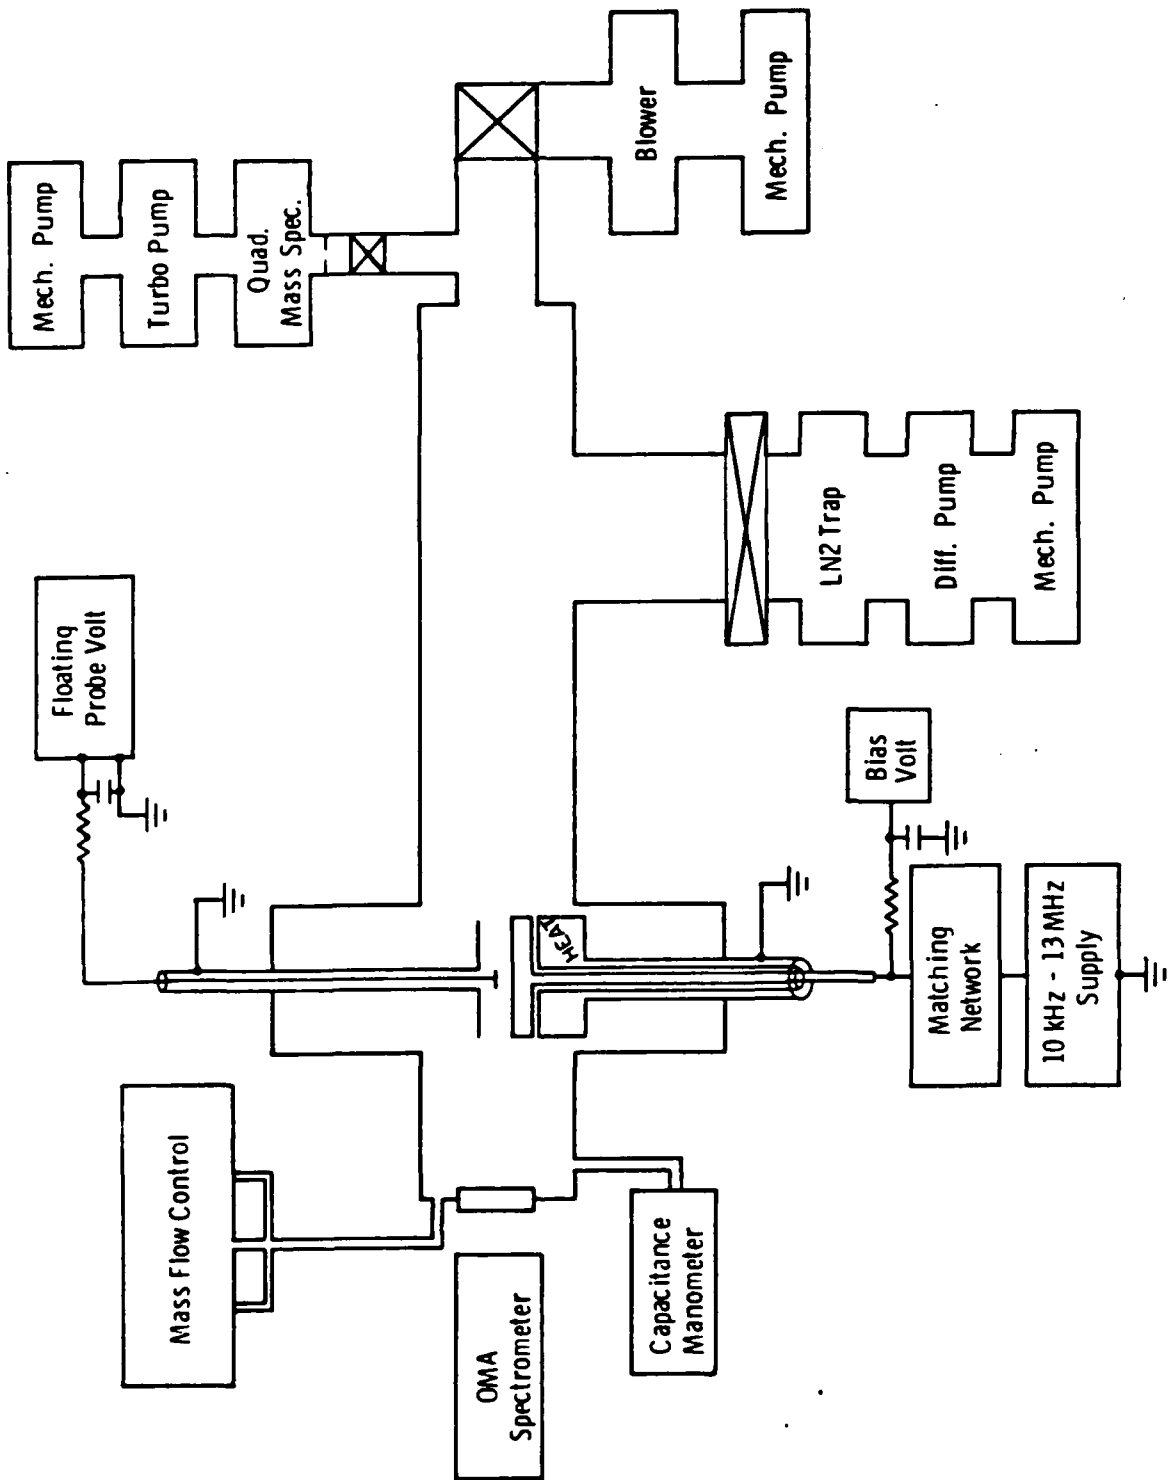 Mech. Pump
Turbo Pump
Quad.
Mass Spec.
Blower
Mech. Pump
Floating
Probe Volt
LN2 Trap
Diff. Pump
Mech. Pump
Bias
Volt
HEAT
Matching
Network
10 kHz - 13 MHz
Supply
Mass Flow Control
OMA
Spectrometer
Capacitance
Manometer